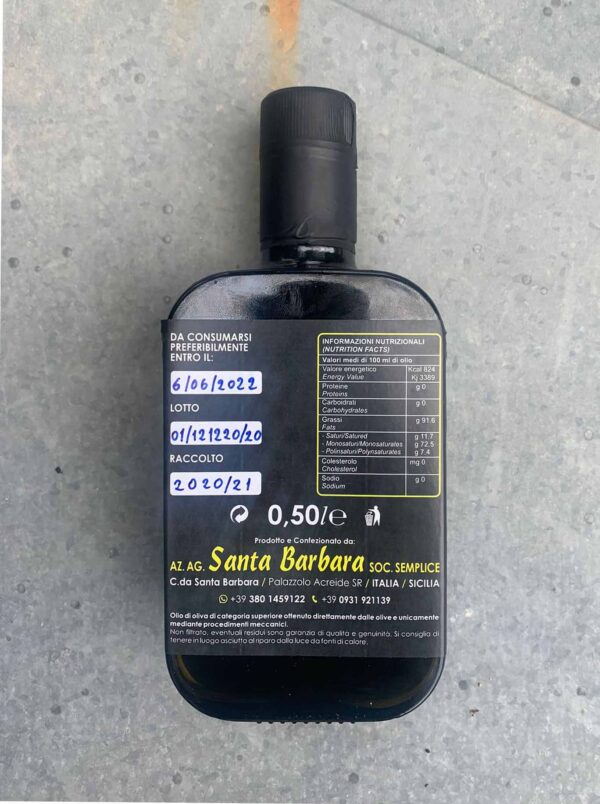 DA CONSUMARSI
PREFERIBILMENTE
ENTRO IL:
6/06/2022
LOTTO
01/121220/20
RACCOLTO
2020/21
INFORMAZIONI NUTRIZIONALI
(NUTRITION FACTS)
Valori medi di 100 ml di olio
Valore energetico Kcal 824
Energy Value Kj 3389
Proteine g 0
Proteins
Carboidrati g 0
Carbohydrates
Grassi g 91.6
Fats
- Saturi/Satured g 11.7
- Monosaturi/Monosaturates g 72.5
- Polinsaturi/Polynsaturates g 7.4
Colesterolo mg 0
Cholesterol
Sodio g 0
Sodium
0,50l e
Prodotto e Confezionato da:
AZ. AG. Santa Barbara SOC. SEMPLICE
C.da Santa Barbara / Palazzolo Acreide SR / ITALIA / SICILIA
+39 380 1459122 +39 0931 921139
Olio di oliva di categoria superiore ottenuto direttamente dalle olive e unicamente
mediante procedimenti meccanici.
Non filtrato, eventuali residui sono garanzia di qualità e genuinità. Si consiglia di
tenere in luogo asciutto al riparo dalla luce da fonti di calore.